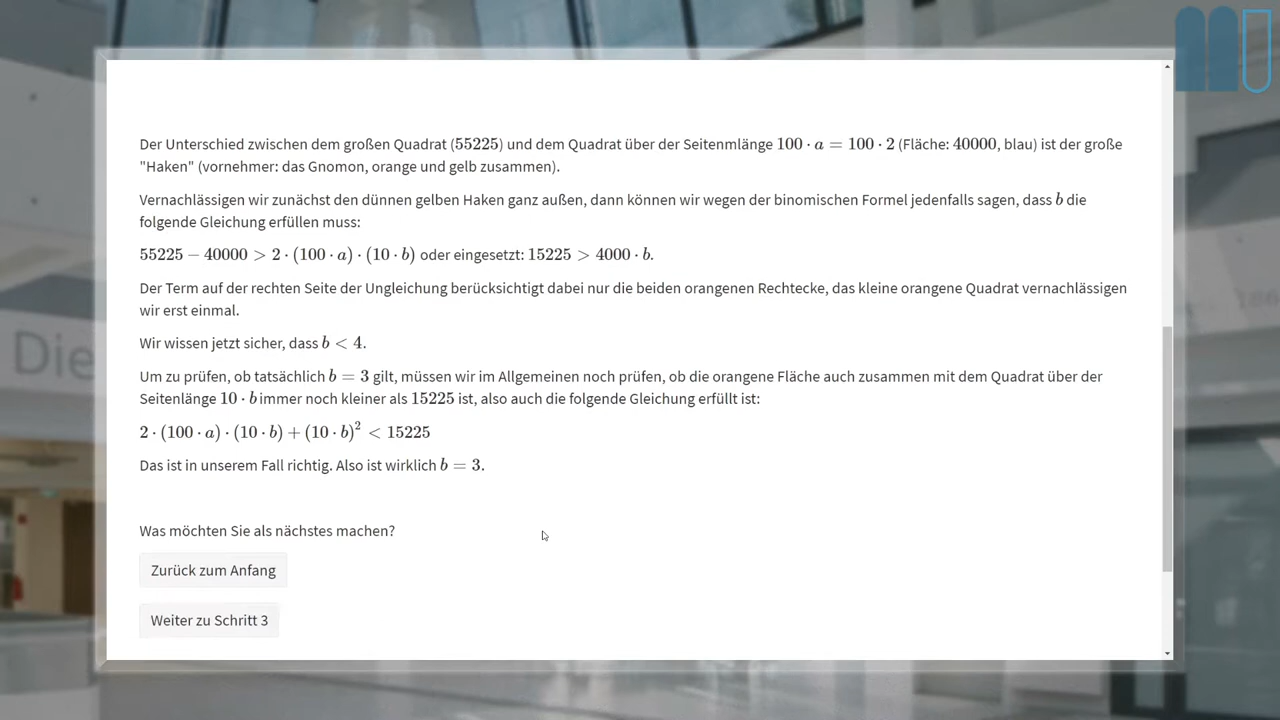 Der Unterschied zwischen dem großen Quadrat (55225) und dem Quadrat über der Seitenmlänge 100 · a = 100 · 2 (Fläche: 40000, blau) ist der große
"Haken" (vornehmer: das Gnomon, orange und gelb zusammen).
Vernachlässigen wir zunächst den dünnen gelben Haken ganz außen, dann können wir wegen der binomischen Formel jedenfalls sagen, dass b die
folgende Gleichung erfüllen muss:
55225 − 40000 > 2 · (100 · a) · (10 · b) oder eingesetzt: 15225 > 4000 · b.
Der Term auf der rechten Seite der Ungleichung berücksichtigt dabei nur die beiden orangenen Rechtecke, das kleine orangene Quadrat vernachlässigen
wir erst einmal.
Die
Wir wissen jetzt sicher, dass b < 4.
Um zu prüfen, ob tatsächlich b = 3 gilt, müssen wir im Allgemeinen noch prüfen, ob die orangene Fläche auch zusammen mit dem Quadrat über der
Seitenlänge 10 · b immer noch kleiner als 15225 ist, also auch die folgende Gleichung erfüllt ist:
2 · (100 · a) · (10 · b) + (10 · b)² < 15225
Das ist in unserem Fall richtig. Also ist wirklich b = 3.
Was möchten Sie als nächstes machen?
Zurück zum Anfang
Weiter zu Schritt 3